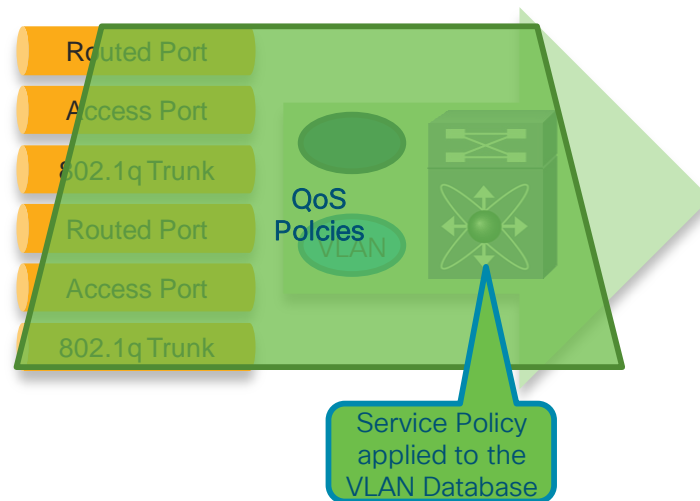 Routed Port
Access Port
802.1q Trunk
Routed Port
Access Port
802.1q Trunk
QoS
Polcies
VLAN
Service Policy
applied to the
VLAN Database